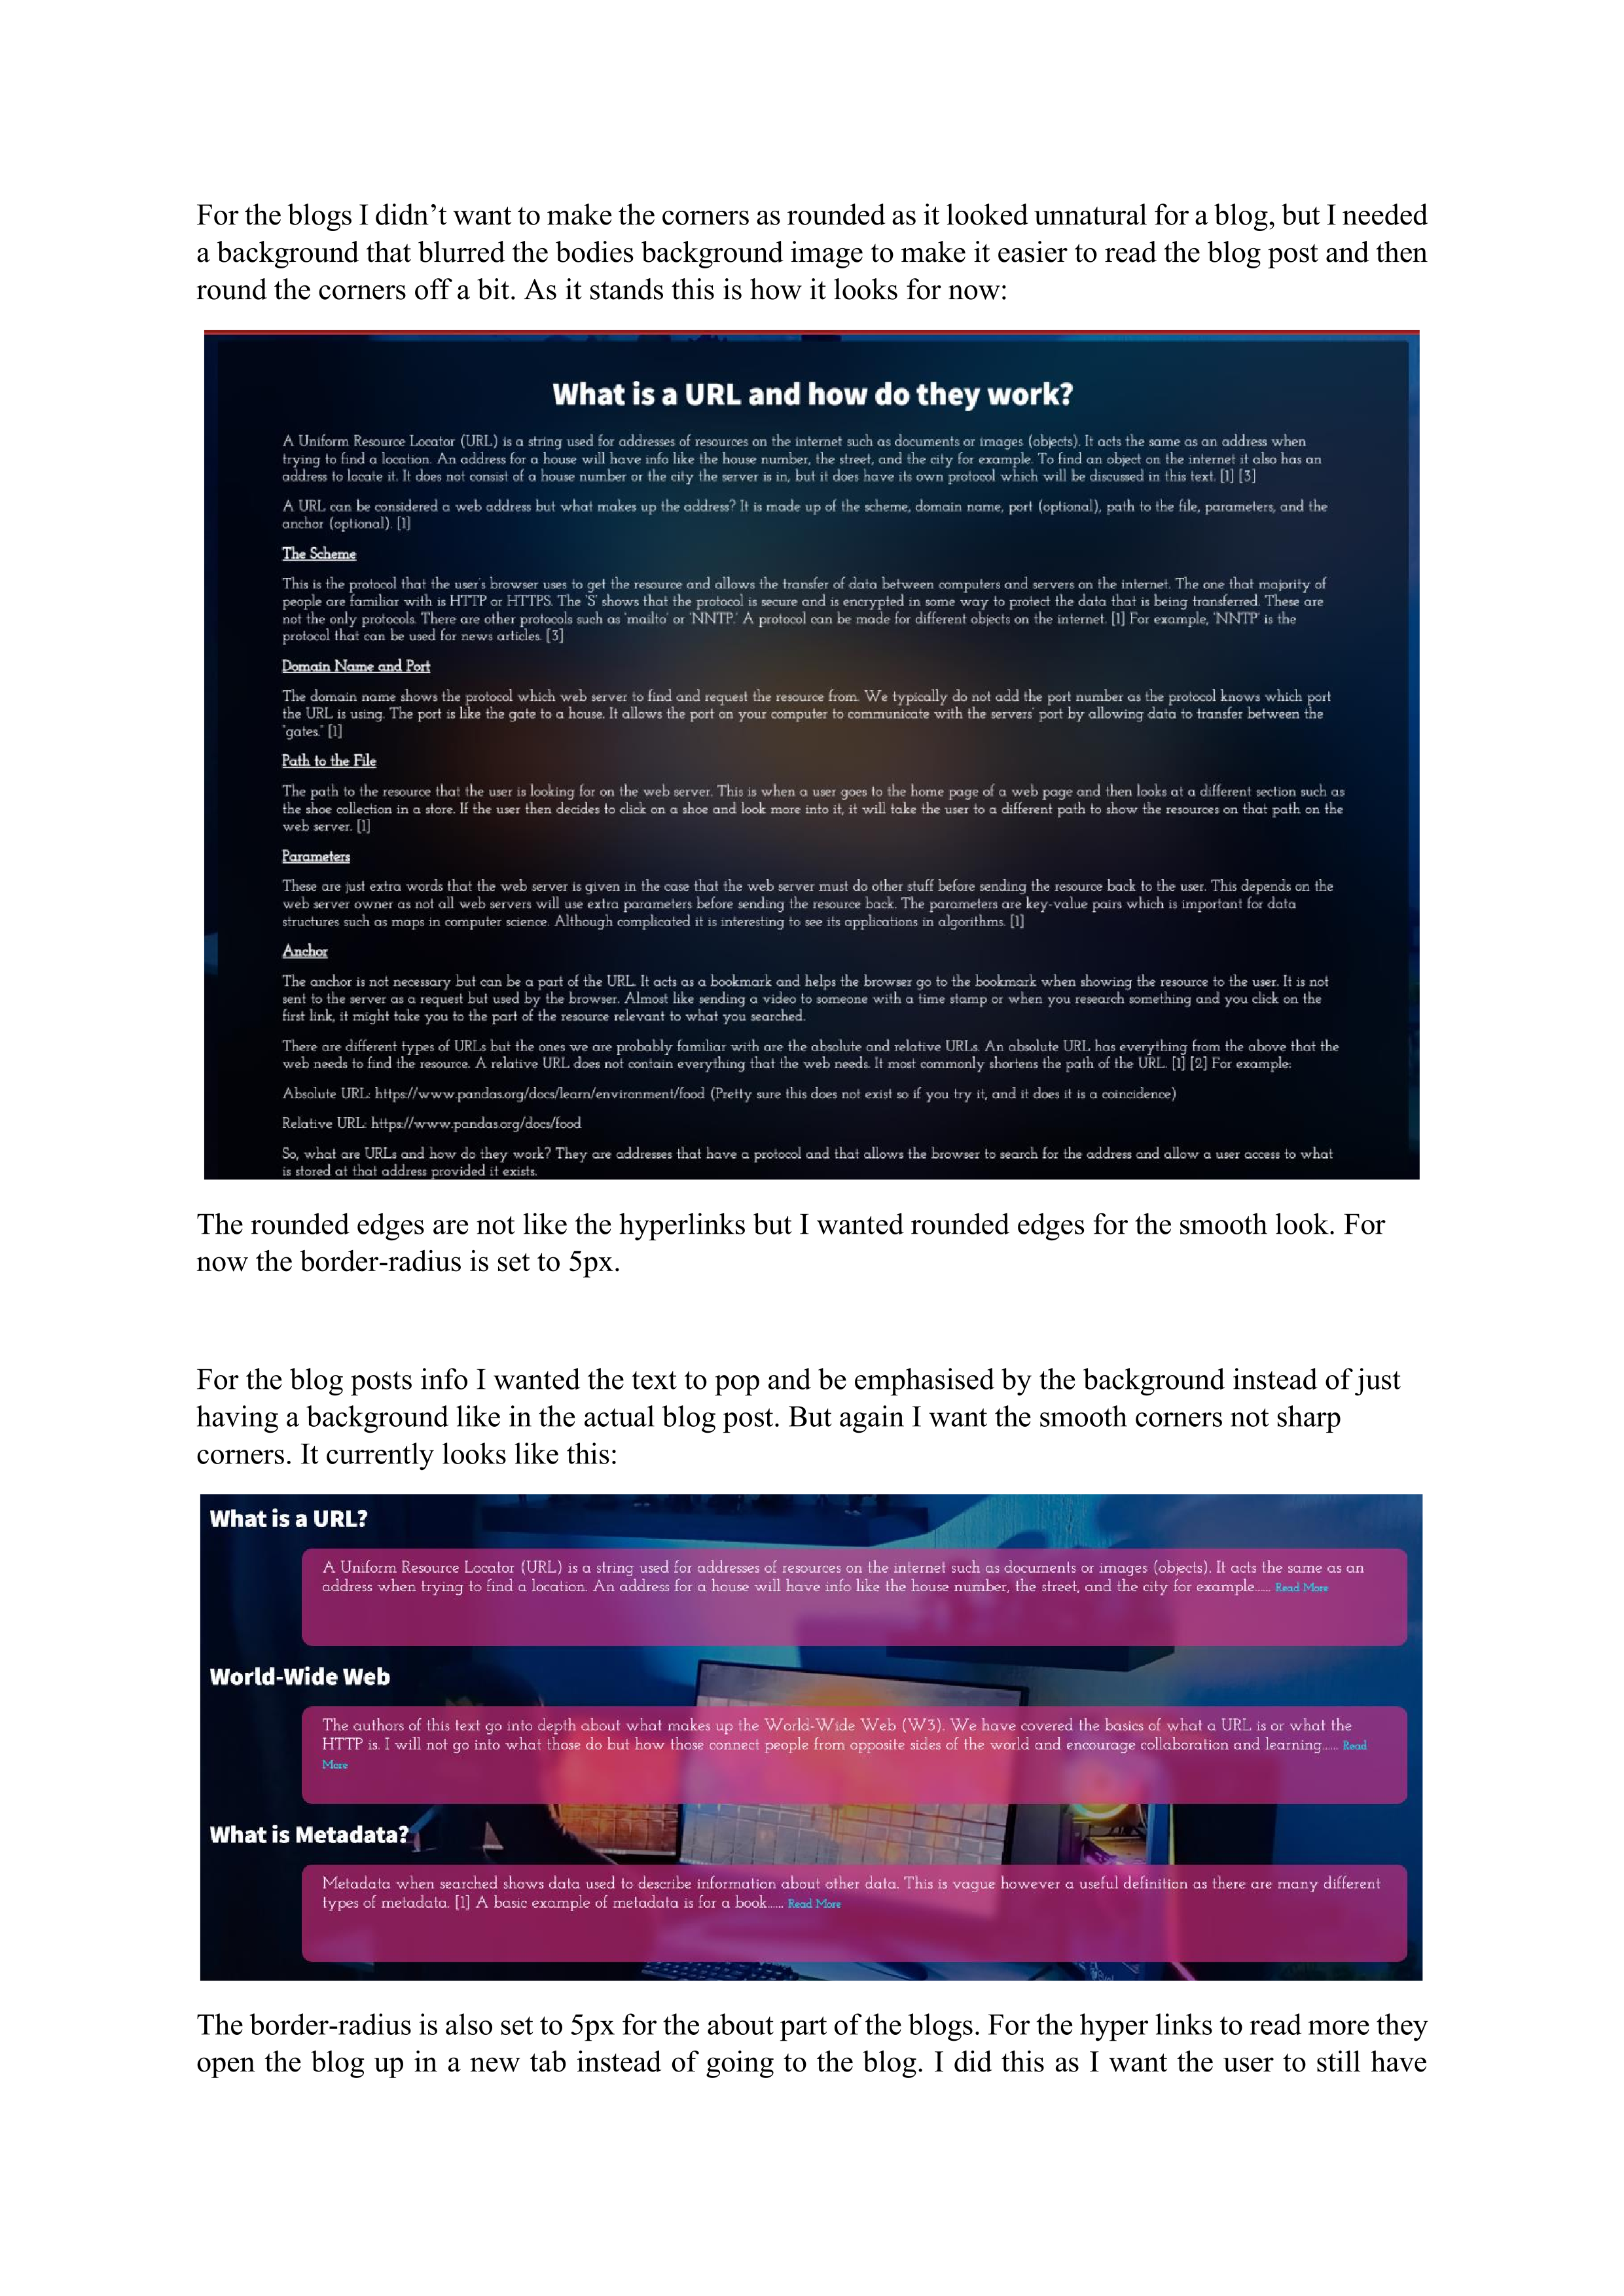 For the blogs I didn’t want to make the corners as rounded as it looked unnatural for a blog, but I needed
a background that blurred the bodies background image to make it easier to read the blog post and then
round the corners off a bit. As it stands this is how it looks for now:
What is a URL and how do they work?
A Uniform Resource Locator (URL) is a string used for addresses of resources on the internet such as documents or images (objects). It acts the same as an address when
trying to find a location. An address for a house will have info like the house number, the street, and the city for example. To find an object on the internet it also has an
address to locate it. It does not consist of a house number or the city the server is in, but it does have its own protocol which will be discussed in this text. [1] [3]
A URL can be considered a web address but what makes up the address? It is made up of the scheme, domain name, port (optional), path to the file, parameters, and the
anchor (optional). [1]
The Scheme
This is the protocol that the user's browser uses to get the resource and allows the transfer of data between computers and servers on the internet. The one that majority of
people are familiar with is HTTP or HTTPS. The 'S' shows that the protocol is secure and is encrypted in some way to protect the data that is being transferred. These are
not the only protocols. There are other protocols such as 'mailto' or 'NNTP.' A protocol can be made for different objects on the internet. [1] For example, 'NNTP' is the
protocol that can be used for news articles. [3]
Domain Name and Port
The domain name shows the protocol which web server to find and request the resource from. We typically do not add the port number as the protocol knows which port
the URL is using. The port is like the gate to a house. It allows the port on your computer to communicate with the servers' port by allowing data to transfer between the
"gates." [1]
Path to the File
The path to the resource that the user is looking for on the web server. This is when a user goes to the home page of a web page and then looks at a different section such as
the shoe collection in a store. If the user then decides to click on a shoe and look more into it, it will take the user to a different path to show the resources on that path on the
web server. [1]
Parameters
These are just extra words that the web server is given in the case that the web server must do other stuff before sending the resource back to the user. This depends on the
web server owner as not all web servers will use extra parameters before sending the resource back. The parameters are key-value pairs which is important for data
structures such as maps in computer science. Although complicated it is interesting to see its applications in algorithms. [1]
Anchor
The anchor is not necessary but can be a part of the URL. It acts as a bookmark and helps the browser go to the bookmark when showing the resource to the user. It is not
sent to the server as a request but used by the browser. Almost like sending a video to someone with a time stamp or when you research something and you click on the
first link, it might take you to the part of the resource relevant to what you searched.
There are different types of URLs but the ones we are probably familiar with are the absolute and relative URLs. An absolute URL has everything from the above that the
web needs to find the resource. A relative URL does not contain everything that the web needs. It most commonly shortens the path of the URL. [1] [2] For example:
Absolute URL: https://www.pandas.org/docs/learn/environment/food (Pretty sure this does not exist so if you try it, and it does it is a coincidence)
Relative URL: https://www.pandas.org/docs/food
So, what are URLs and how do they work? They are addresses that have a protocol and that allows the browser to search for the address and allow a user access to what
is stored at that address provided it exists.
The rounded edges are not like the hyperlinks but I wanted rounded edges for the smooth look. For
now the border-radius is set to 5px.
For the blog posts info I wanted the text to pop and be emphasised by the background instead of just
having a background like in the actual blog post. But again I want the smooth corners not sharp
corners. It currently looks like this:
What is a URL?
A Uniform Resource Locator (URL) is a string used for addresses of resources on the internet such as documents or images (objects). It acts the same as an
address when trying to find a location. An address for a house will have info like the house number, the street, and the city for example...... Read More
World-Wide Web
The authors of this text go into depth about what makes up the World-Wide Web (W3). We have covered the basics of what a URL is or what the
HTTP is. I will not go into what those do but how those connect people from opposite sides of the world and encourage collaboration and learning...... Read
More
What is Metadata?
Metadata when searched shows data used to describe information about other data. This is vague however a useful definition as there are many different
types of metadata. [1] A basic example of metadata is for a book...... Read More
The border-radius is also set to 5px for the about part of the blogs. For the hyper links to read more they
open the blog up in a new tab instead of going to the blog. I did this as I want the user to still have